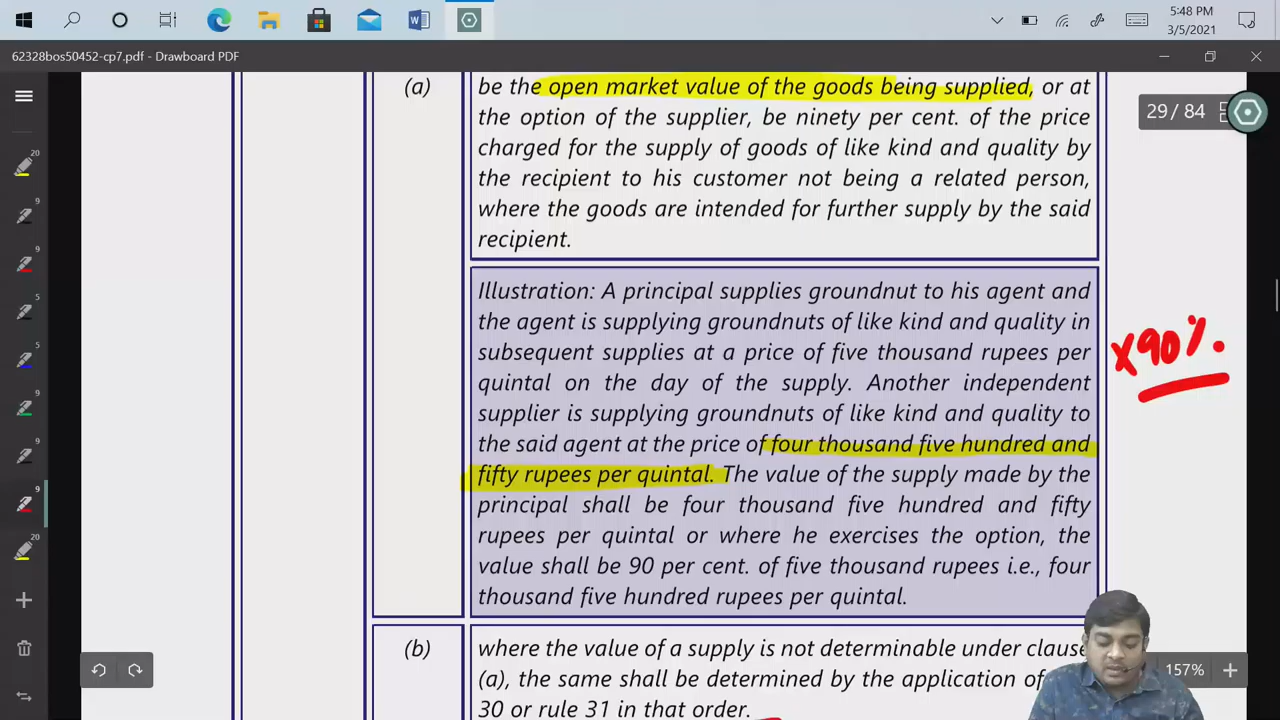 5:48 PM
3/5/2021
62328bos50452-cp7.pdf - Drawboard PDF
29 / 84
20
9
9
5
5
9
9
20
(a)
be the open market value of the goods being supplied, or at
the option of the supplier, be ninety per cent. of the price
charged for the supply of goods of like kind and quality by
the recipient to his customer not being a related person,
where the goods are intended for further supply by the said
recipient.
Illustration: A principal supplies groundnut to his agent and
the agent is supplying groundnuts of like kind and quality in
subsequent supplies at a price of five thousand rupees per
quintal on the day of the supply. Another independent
supplier is supplying groundnuts of like kind and quality to
the said agent at the price of four thousand five hundred and
fifty rupees per quintal. The value of the supply made by the
principal shall be four thousand five hundred and fifty
rupees per quintal or where he exercises the option, the
value shall be 90 per cent. of five thousand rupees i.e., four
thousand five hundred rupees per quintal.
X90%.
(b)
where the value of a supply is not determinable under clause
(a), the same shall be determined by the application of
30 or rule 31 in that order.
157%